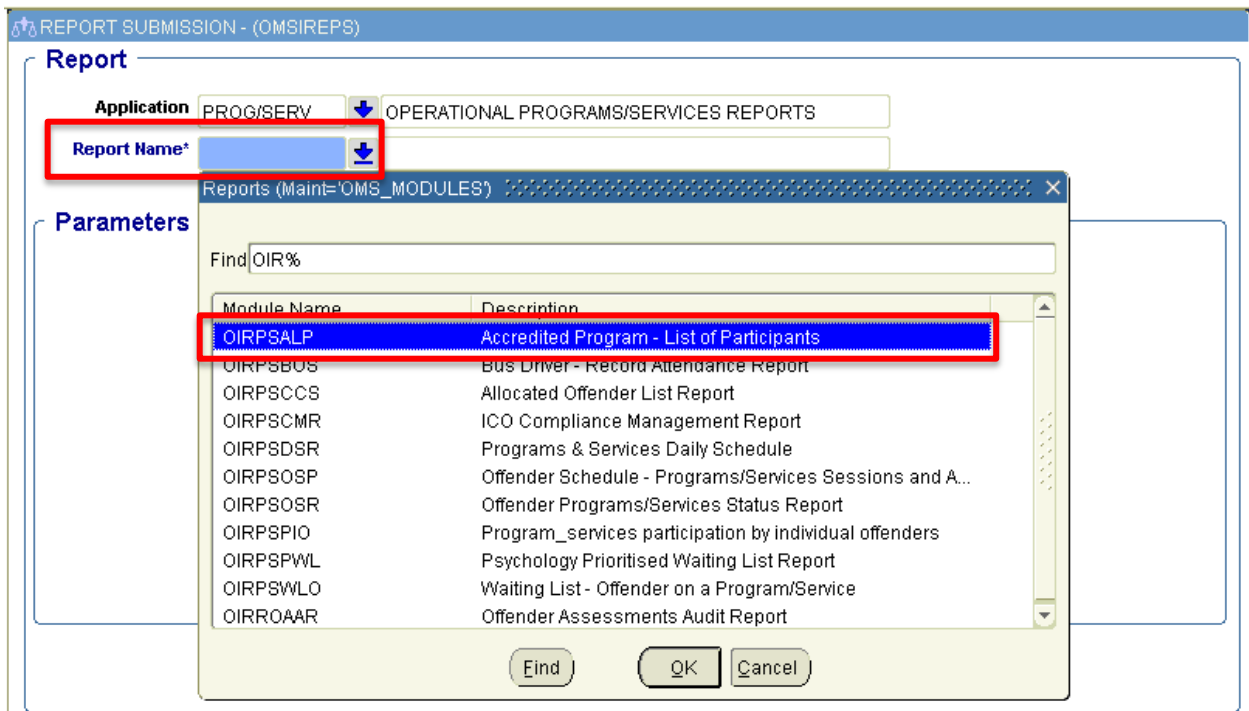 REPORT SUBMISSION - (OMSIREPS)
Report
Application PROG/SERV OPERATIONAL PROGRAMS/SERVICES REPORTS
Report Name*
Reports (Maint='OMS_MODULES')
Parameters
Find OIR%
Module Name Description
OIRPSALP Accredited Program - List of Participants
OIRPSBUS Bus Driver - Record Attendance Report
OIRPSCCS Allocated Offender List Report
OIRPSCMR ICO Compliance Management Report
OIRPSDSR Programs & Services Daily Schedule
OIRPSOSP Offender Schedule - Programs/Services Sessions and A...
OIRPSOSR Offender Programs/Services Status Report
OIRPSPIO Program_services participation by individual offenders
OIRPSPWL Psychology Prioritised Waiting List Report
OIRPSWLO Waiting List - Offender on a Program/Service
OIRROAAR Offender Assessments Audit Report
Find OK Cancel